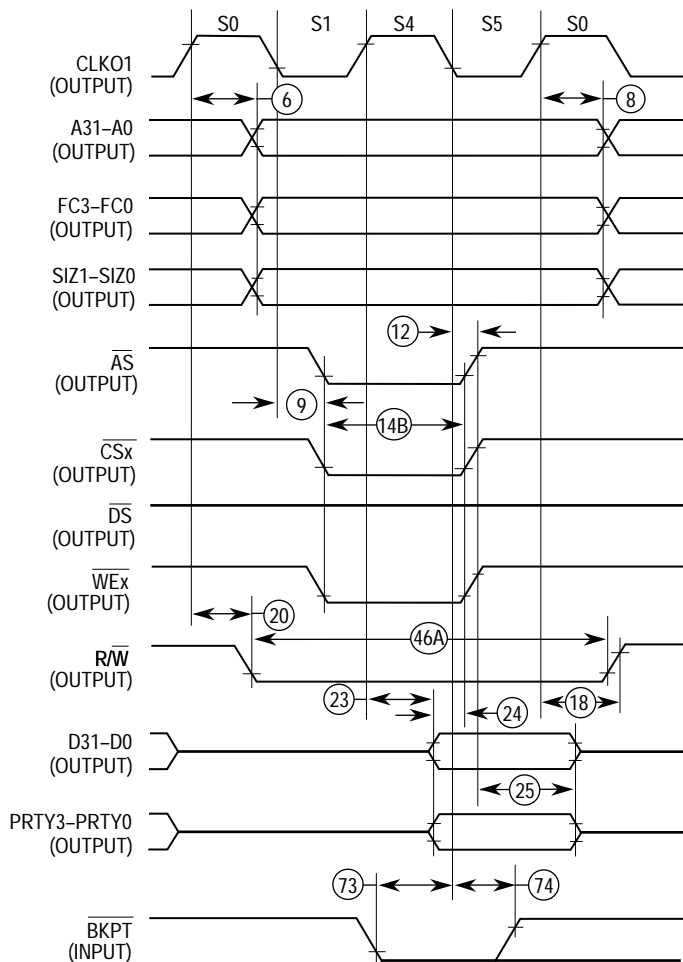 S0 S1 S4 S5 S0
CLKO1
(OUTPUT)
6 8
A31–A0
(OUTPUT)
FC3–FC0
(OUTPUT)
SIZ1–SIZ0
(OUTPUT)
12
AS
(OUTPUT)
9
14B
CSx
(OUTPUT)
DS
(OUTPUT)
WEx
(OUTPUT)
20
46A
R/W
(OUTPUT)
23 24 18
D31–D0
(OUTPUT)
25
PRTY3–PRTY0
(OUTPUT)
73 74
BKPT
(INPUT)